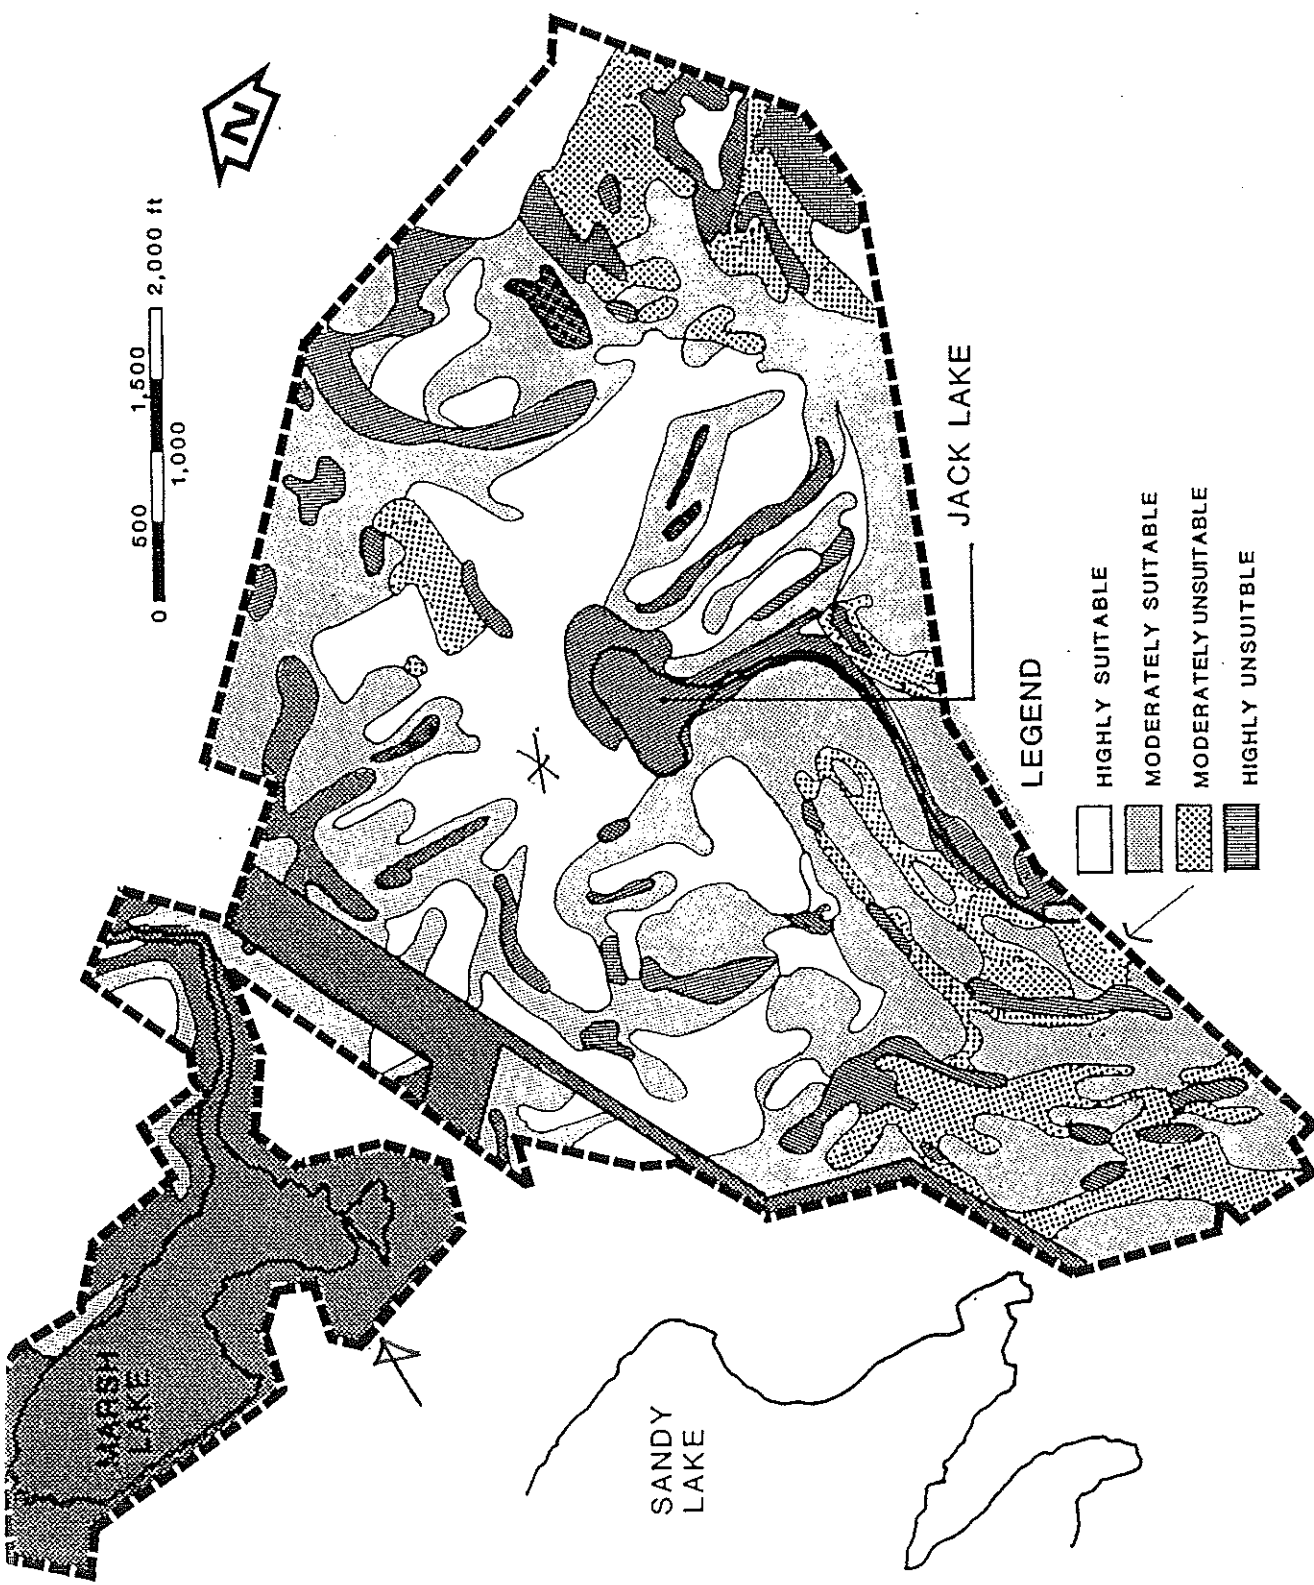 N
0 500 1,000 1,500 2,000 ft
MARSH
LAKE
SANDY
LAKE
JACK LAKE
LEGEND
HIGHLY SUITABLE
MODERATELY SUITABLE
MODERATELY UNSUITABLE
HIGHLY UNSUITBLE